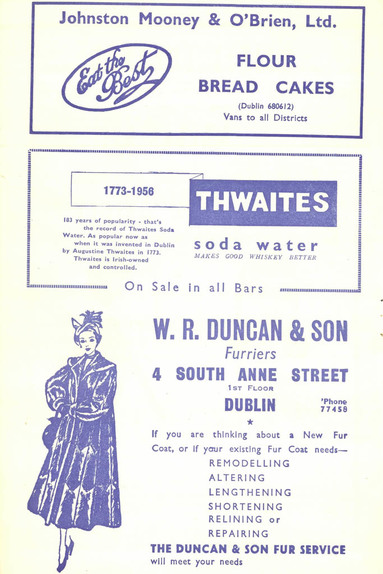 Johnston Mooney & O'Brien, Ltd.
Eat the
Best
FLOUR
BREAD CAKES
(Dublin 680612)
Vans to all Districts
1773-1956
THWAITES
183 years of popularity - that's
the record of Thwaites Soda
Water. As popular now as
when it was invented in Dublin
by Augustine Thwaites in 1773.
Thwaites is Irish-owned
and controlled.
soda water
MAKES GOOD WHISKEY BETTER
On Sale in all Bars
W. R. DUNCAN & SON
Furriers
4 SOUTH ANNE STREET
1ST FLOOR
DUBLIN
'Phone
77458
If you are thinking about a New Fur
Coat, or if your existing Fur Coat needs—
REMODELLING
ALTERING
LENGTHENING
SHORTENING
RELINING or
REPAIRING
THE DUNCAN & SON FUR SERVICE
will meet your needs